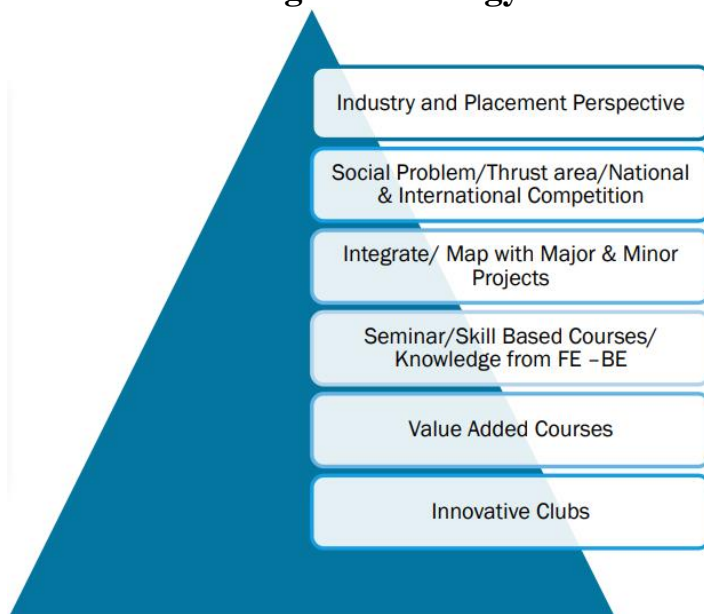 Industry and Placement Perspective
Social Problem/Thrust area/National
& International Competition
Integrate/ Map with Major & Minor
Projects
Seminar/Skill Based Courses/
Knowledge from FE –BE
Value Added Courses
Innovative Clubs